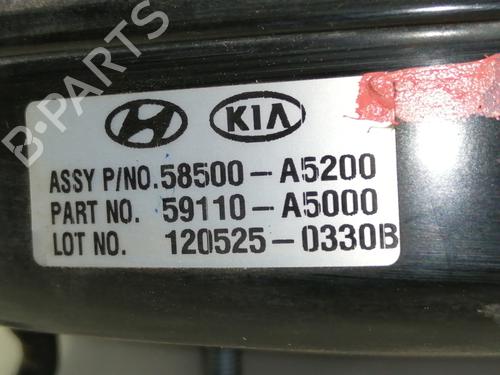 B-PARTS
KIA
ASSY P/NO. 58500-A5200
PART NO. 59110-A5000
LOT NO. 120525-0330B